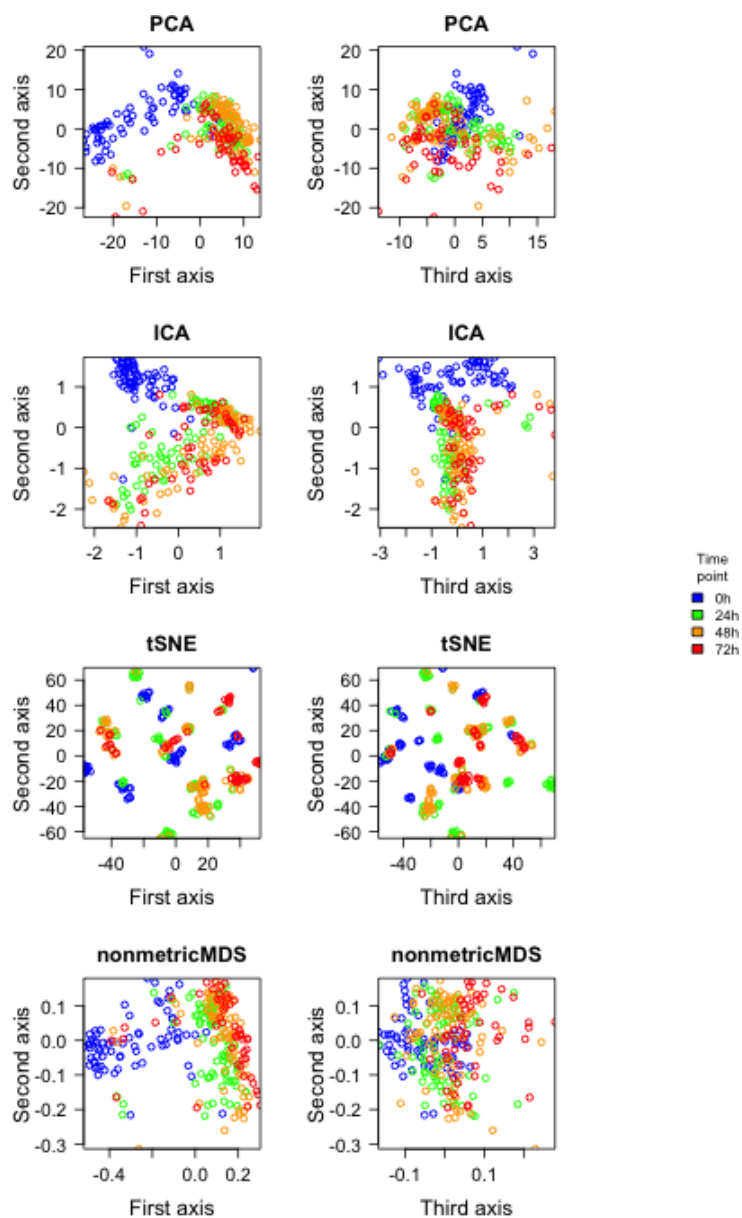 PCA
Second axis
20
10
0
-10
-20
-20
-10
0
10
First axis
PCA
Second axis
20
10
0
-10
-20
-10
0
5
15
Third axis
ICA
Second axis
1
0
-1
-2
-2
-1
0
1
First axis
ICA
Second axis
1
0
-1
-2
-3
-1
1
3
Third axis
Time
point
0h
24h
48h
72h
tSNE
Second axis
60
40
20
0
-20
-40
-60
-40
0
20
First axis
tSNE
Second axis
60
40
20
0
-20
-40
-60
-40
0
40
Third axis
nonmetricMDS
Second axis
0.1
0.0
-0.1
-0.2
-0.3
-0.4
0.0
0.2
First axis
nonmetricMDS
Second axis
0.1
0.0
-0.1
-0.2
-0.3
-0.1
0.1
Third axis